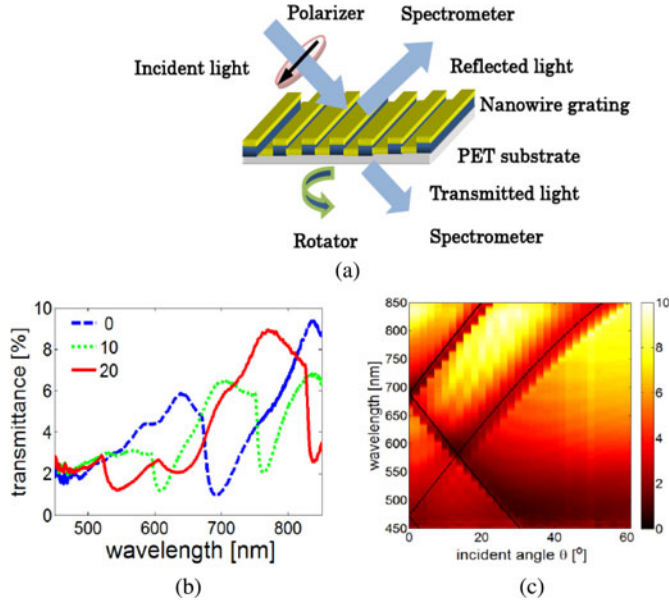 Polarizer
Spectrometer
Incident light
Reflected light
Nanowire grating
PET substrate
Transmitted light
Rotator
Spectrometer
(a)
transmittance [%]
10
8
6
4
2
0
0
10
20
500 600 700 800
wavelength [nm]
(b)
wavelength [nm]
850
800
750
700
650
600
550
500
450
0 20 40 60
incident angle θ [°]
10
8
6
4
2
0
(c)